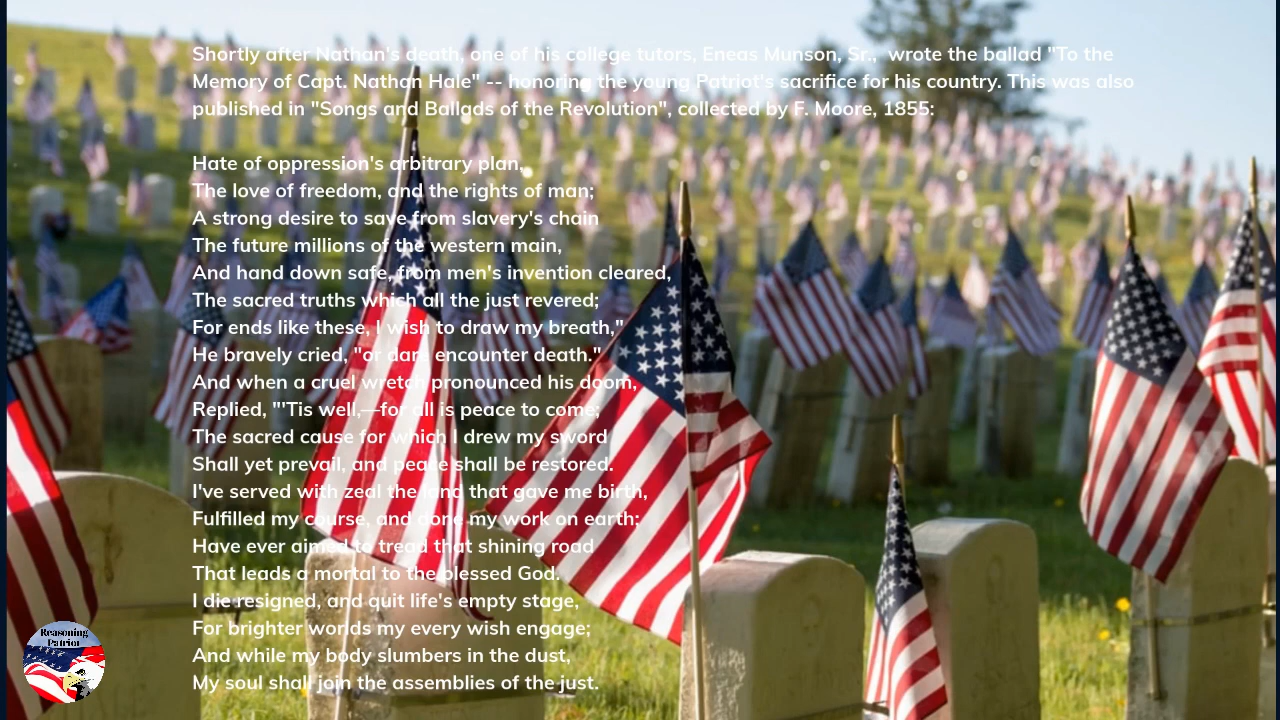 Shortly after Nathan's death, one of his college tutors, Eneas Munson, Sr.,  wrote the ballad "To the
Memory of Capt. Nathan Hale" -- honoring the young Patriot's sacrifice for his country. This was also
published in "Songs and Ballads of the Revolution", collected by F. Moore, 1855:
Hate of oppression's arbitrary plan,
The love of freedom, and the rights of man;
A strong desire to save from slavery's chain
The future millions of the western main,
And hand down safe, from men's invention cleared,
The sacred truths which all the just revered;
For ends like these, I wish to draw my breath,"
He bravely cried, "or dare encounter death."
And when a cruel wretch pronounced his doom,
Replied, "'Tis well,—for all is peace to come;
The sacred cause for which I drew my sword
Shall yet prevail, and peace shall be restored.
I've served with zeal the land that gave me birth,
Fulfilled my course, and done my work on earth:
Have ever aimed to tread that shining road
That leads a mortal to the blessed God.
I die resigned, and quit life's empty stage,
For brighter worlds my every wish engage;
And while my body slumbers in the dust,
My soul shall join the assemblies of the just.
Reasoning
Patriot